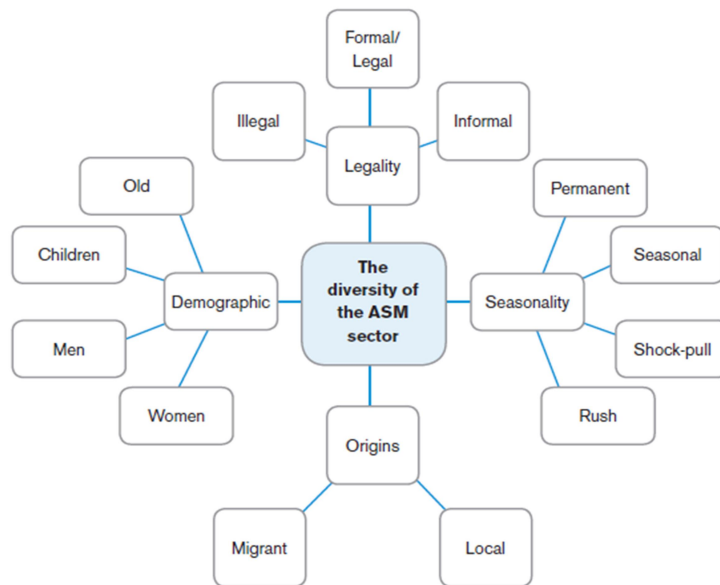 Formal/
Legal
Illegal
Informal
Legality
Old
Permanent
Children
Seasonal
The
diversity of
the ASM
sector
Demographic
Seasonality
Men
Shock-pull
Women
Rush
Origins
Migrant
Local